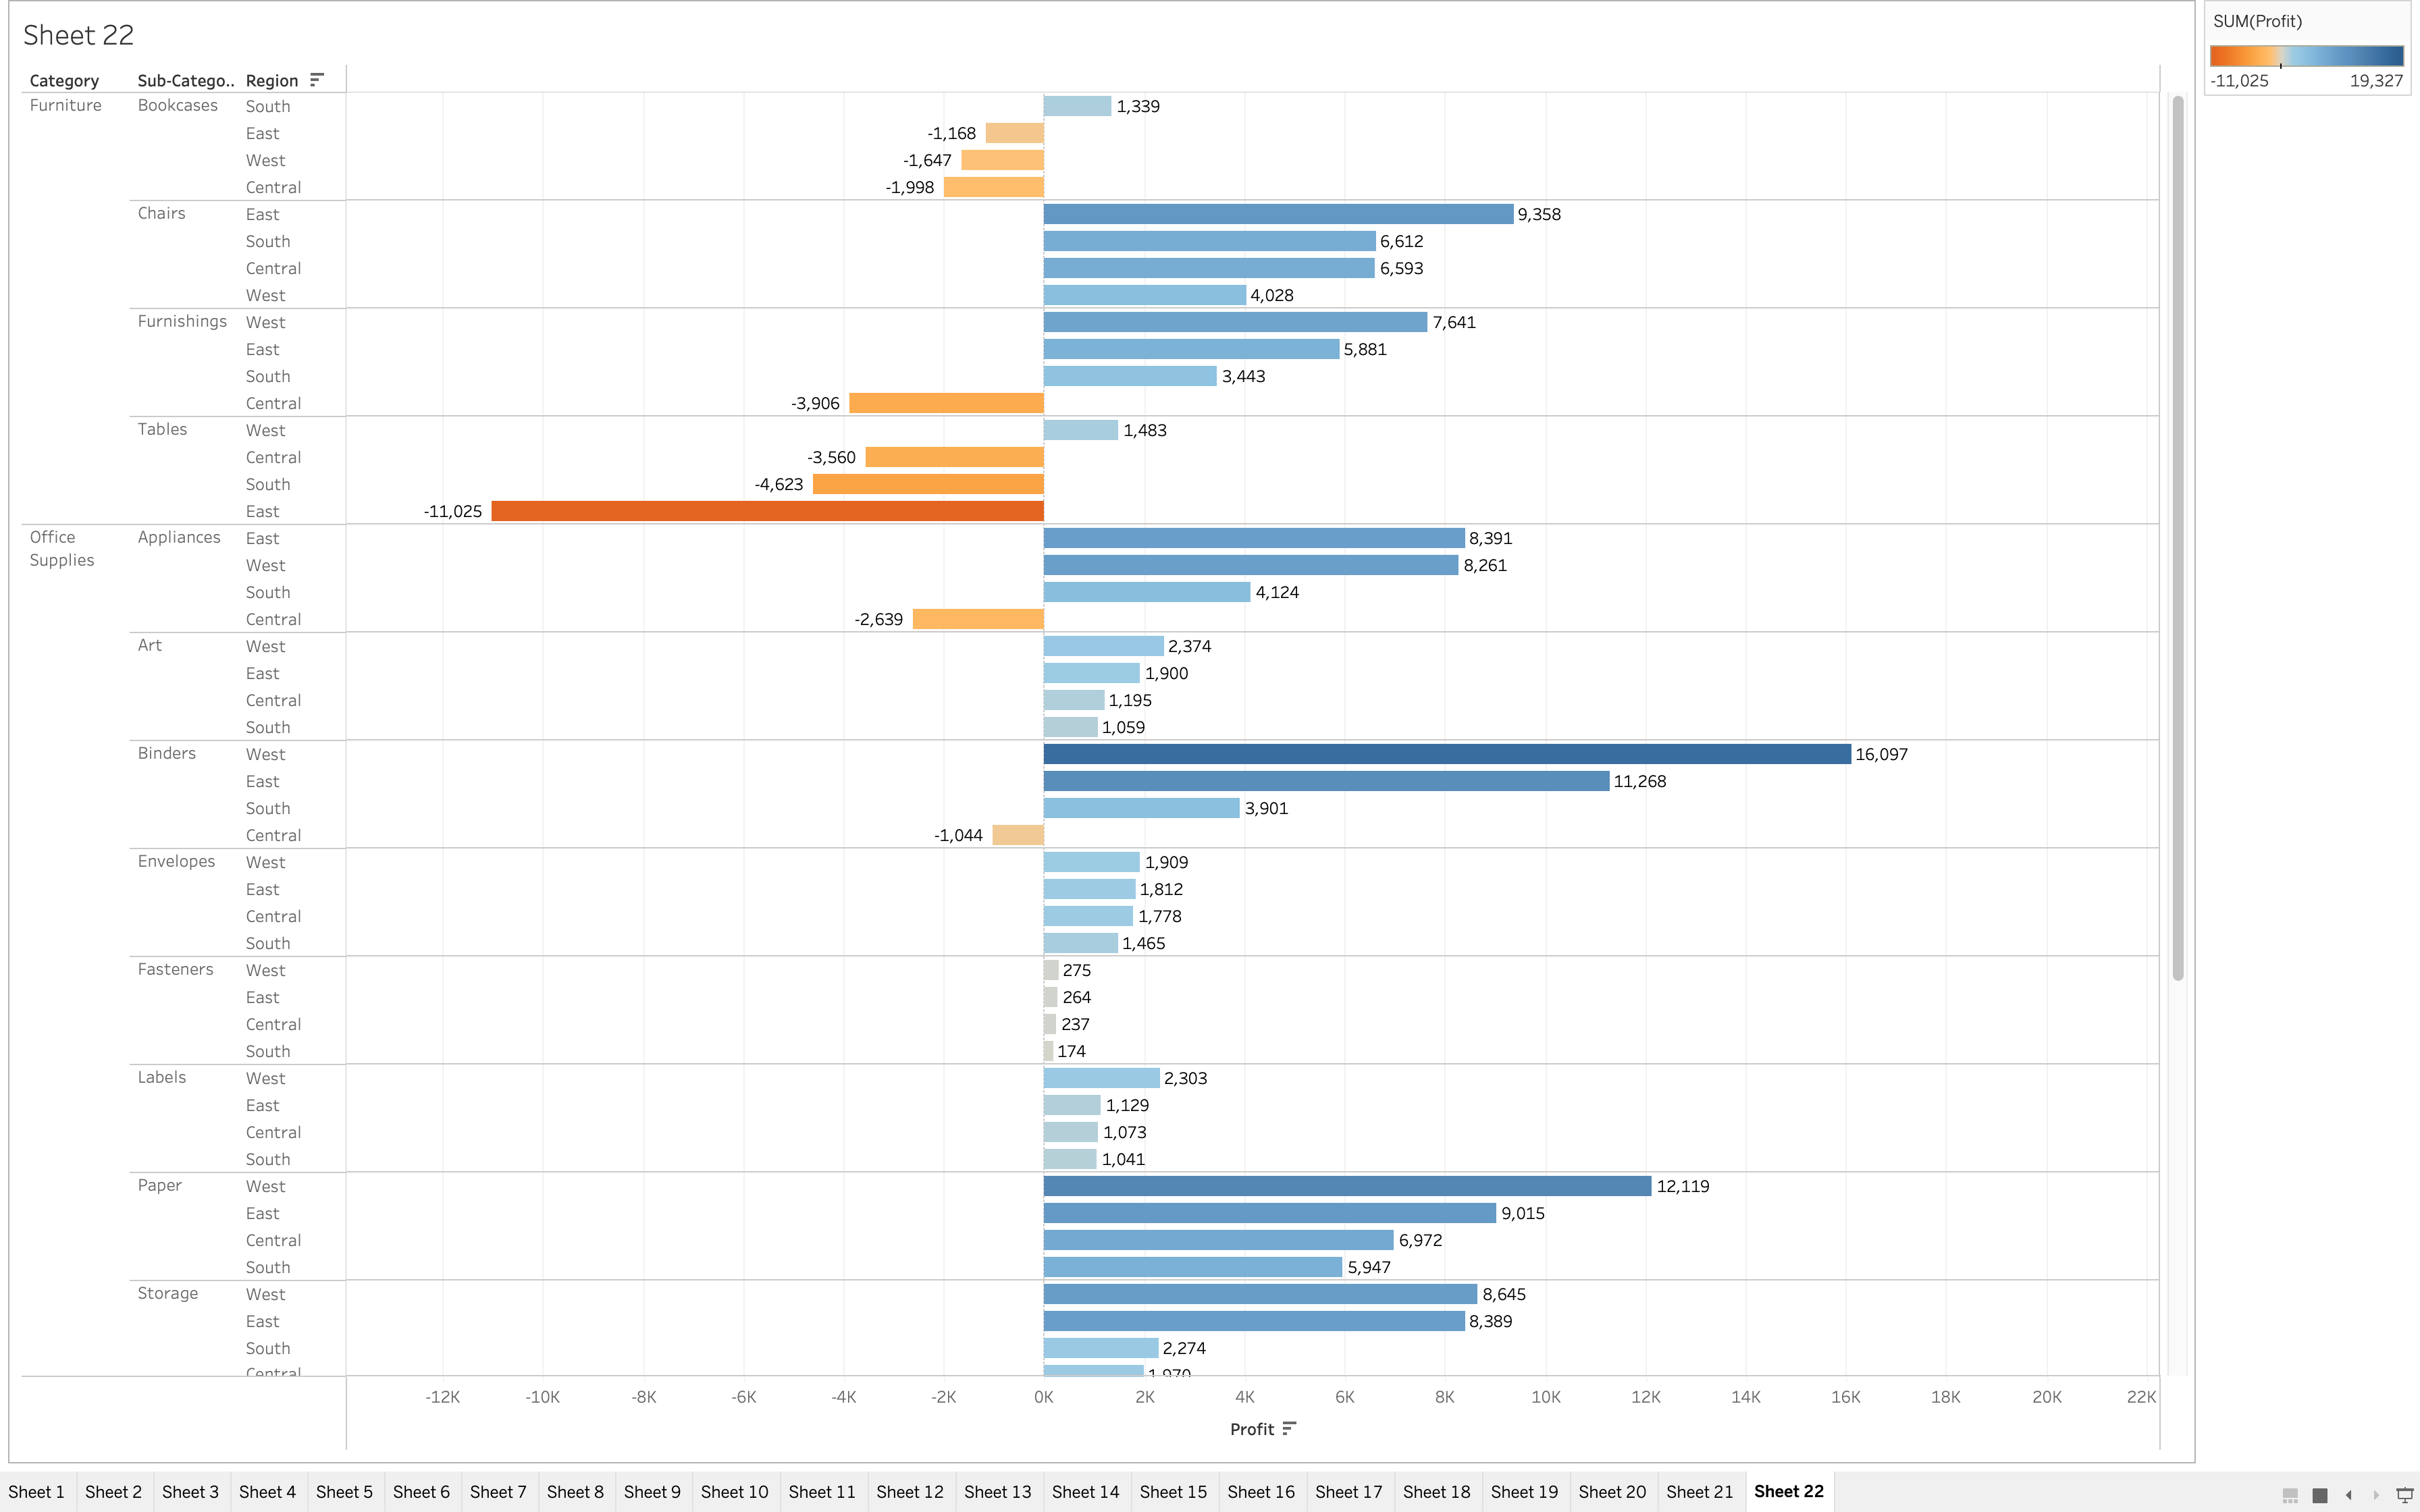 Sheet 22
Category Sub-Catego.. Region
Furniture Bookcases South 1,339
East -1,168
West -1,647
Central -1,998
Chairs East 9,358
South 6,612
Central 6,593
West 4,028
Furnishings West 7,641
East 5,881
South 3,443
Central -3,906
Tables West 1,483
Central -3,560
South -4,623
East -11,025
Office Supplies Appliances East 8,391
West 8,261
South 4,124
Central -2,639
Art West 2,374
East 1,900
Central 1,195
South 1,059
Binders West 16,097
East 11,268
South 3,901
Central -1,044
Envelopes West 1,909
East 1,812
Central 1,778
South 1,465
Fasteners West 275
East 264
Central 237
South 174
Labels West 2,303
East 1,129
Central 1,073
South 1,041
Paper West 12,119
East 9,015
Central 6,972
South 5,947
Storage West 8,645
East 8,389
South 2,274
Central 1,970
-12K -10K -8K -6K -4K -2K 0K 2K 4K 6K 8K 10K 12K 14K 16K 18K 20K 22K
Profit
SUM(Profit)
-11,025 19,327
Sheet 1 Sheet 2 Sheet 3 Sheet 4 Sheet 5 Sheet 6 Sheet 7 Sheet 8 Sheet 9 Sheet 10 Sheet 11 Sheet 12 Sheet 13 Sheet 14 Sheet 15 Sheet 16 Sheet 17 Sheet 18 Sheet 19 Sheet 20 Sheet 21 Sheet 22